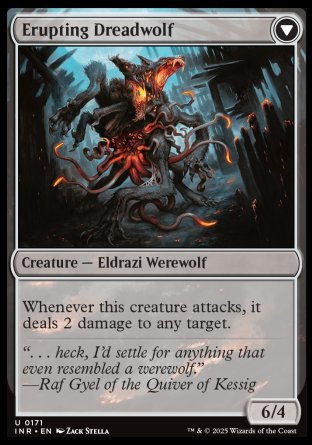 Erupting Dreadwolf
Creature — Eldrazi Werewolf
Whenever this creature attacks, it
deals 2 damage to any target.
“. . . heck, I’d settle for anything that
even resembled a werewolf.”
—Raf Gyel of the Quiver of Kessig
6/4
U 0171
INR • EN Zack Stella
™ & © 2025 Wizards of the Coast